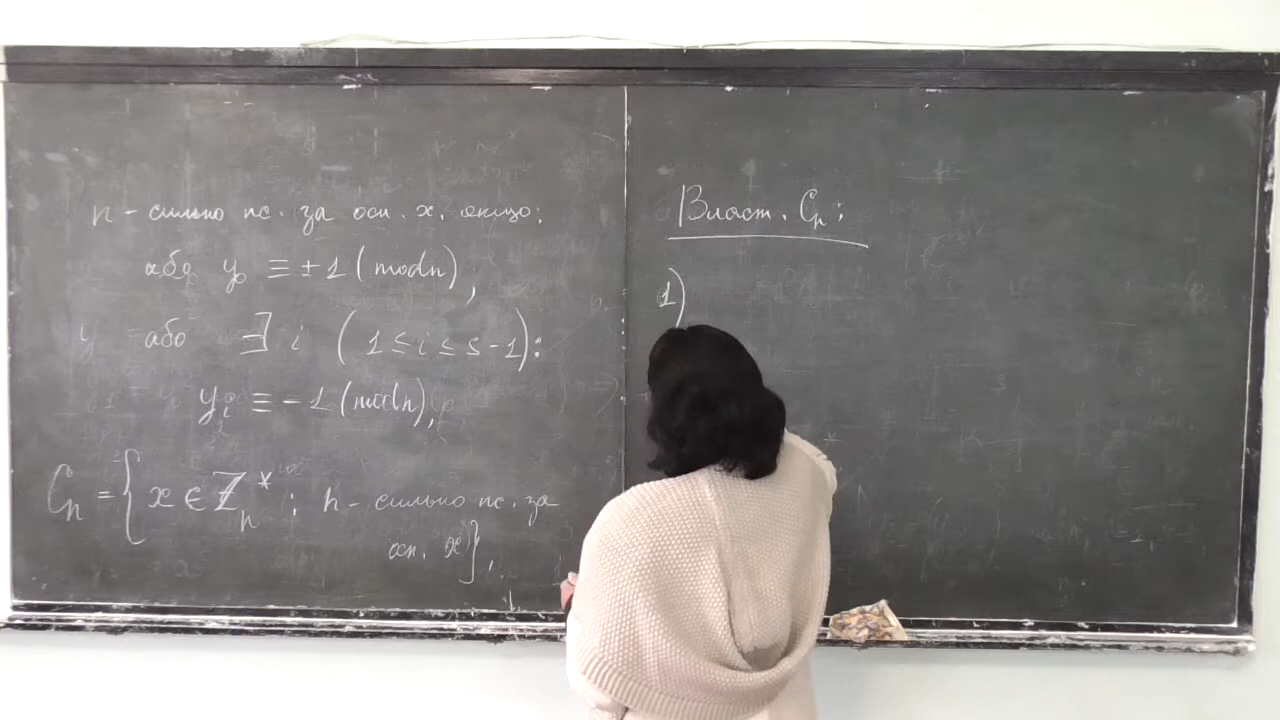 n - сильно пс. за осн. x, якщо:
або y₀ ≡ ± 1 (mod n),
або ∃ i (1 ≤ i ≤ s - 1):
yᵢ ≡ - 1 (mod n),
Cₙ = { x ∈ ℤₙ* : n - сильно пс. за
осн. x },
Власт. Cₙ:
1)